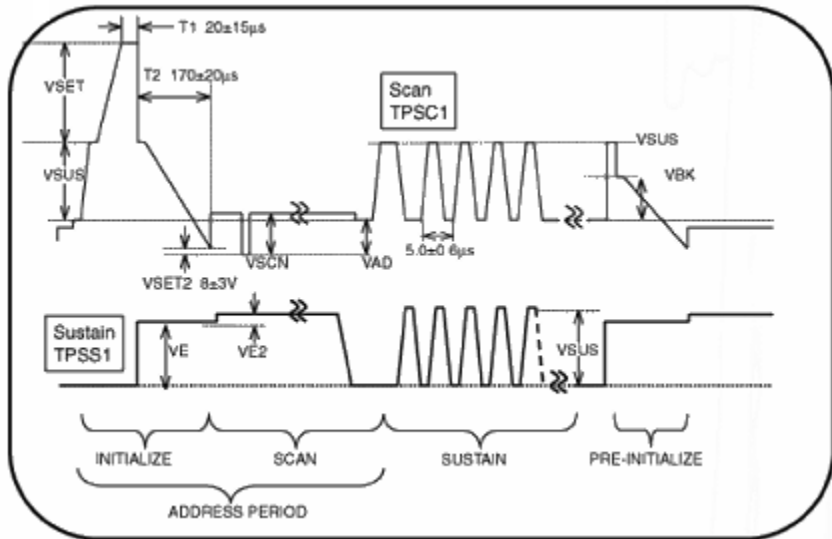 T1 20±15µs
VSET
T2 170±20µs
Scan
TPSC1
VSUS
VSUS
VBK
5.0±0.6µs
VSCN
VAD
VSET2 8±3V
Sustain
TPSS1
VE
VE2
VSUS
INITIALIZE
SCAN
SUSTAIN
PRE-INITIALIZE
ADDRESS PERIOD